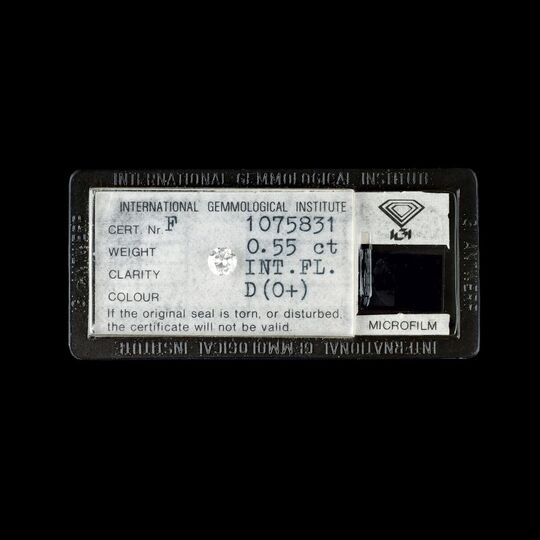 INTERNATIONAL GEMMOLOGICAL INSTITUTE
INTERNATIONAL GEMMOLOGICAL INSTITUTE
CERT. Nr. F 1075831
WEIGHT 0.55 ct
CLARITY INT.FL.
COLOUR D(O+)
If the original seal is torn, or disturbed,
the certificate will not be valid.
IGI
MICROFILM
INTERNATIONAL GEMMOLOGICAL INSTITUTE